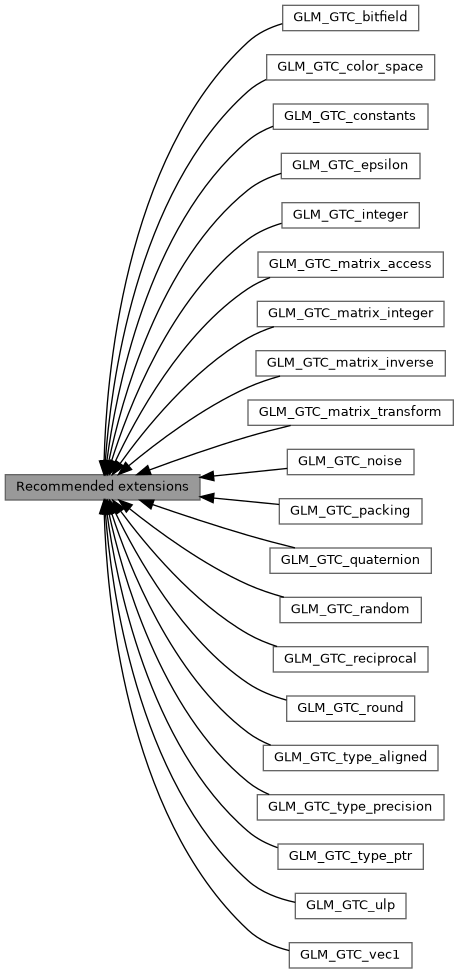 GLM_GTC_bitfield
GLM_GTC_color_space
GLM_GTC_constants
GLM_GTC_epsilon
GLM_GTC_integer
GLM_GTC_matrix_access
GLM_GTC_matrix_integer
GLM_GTC_matrix_inverse
GLM_GTC_matrix_transform
GLM_GTC_noise
Recommended extensions
GLM_GTC_packing
GLM_GTC_quaternion
GLM_GTC_random
GLM_GTC_reciprocal
GLM_GTC_round
GLM_GTC_type_aligned
GLM_GTC_type_precision
GLM_GTC_type_ptr
GLM_GTC_ulp
GLM_GTC_vec1